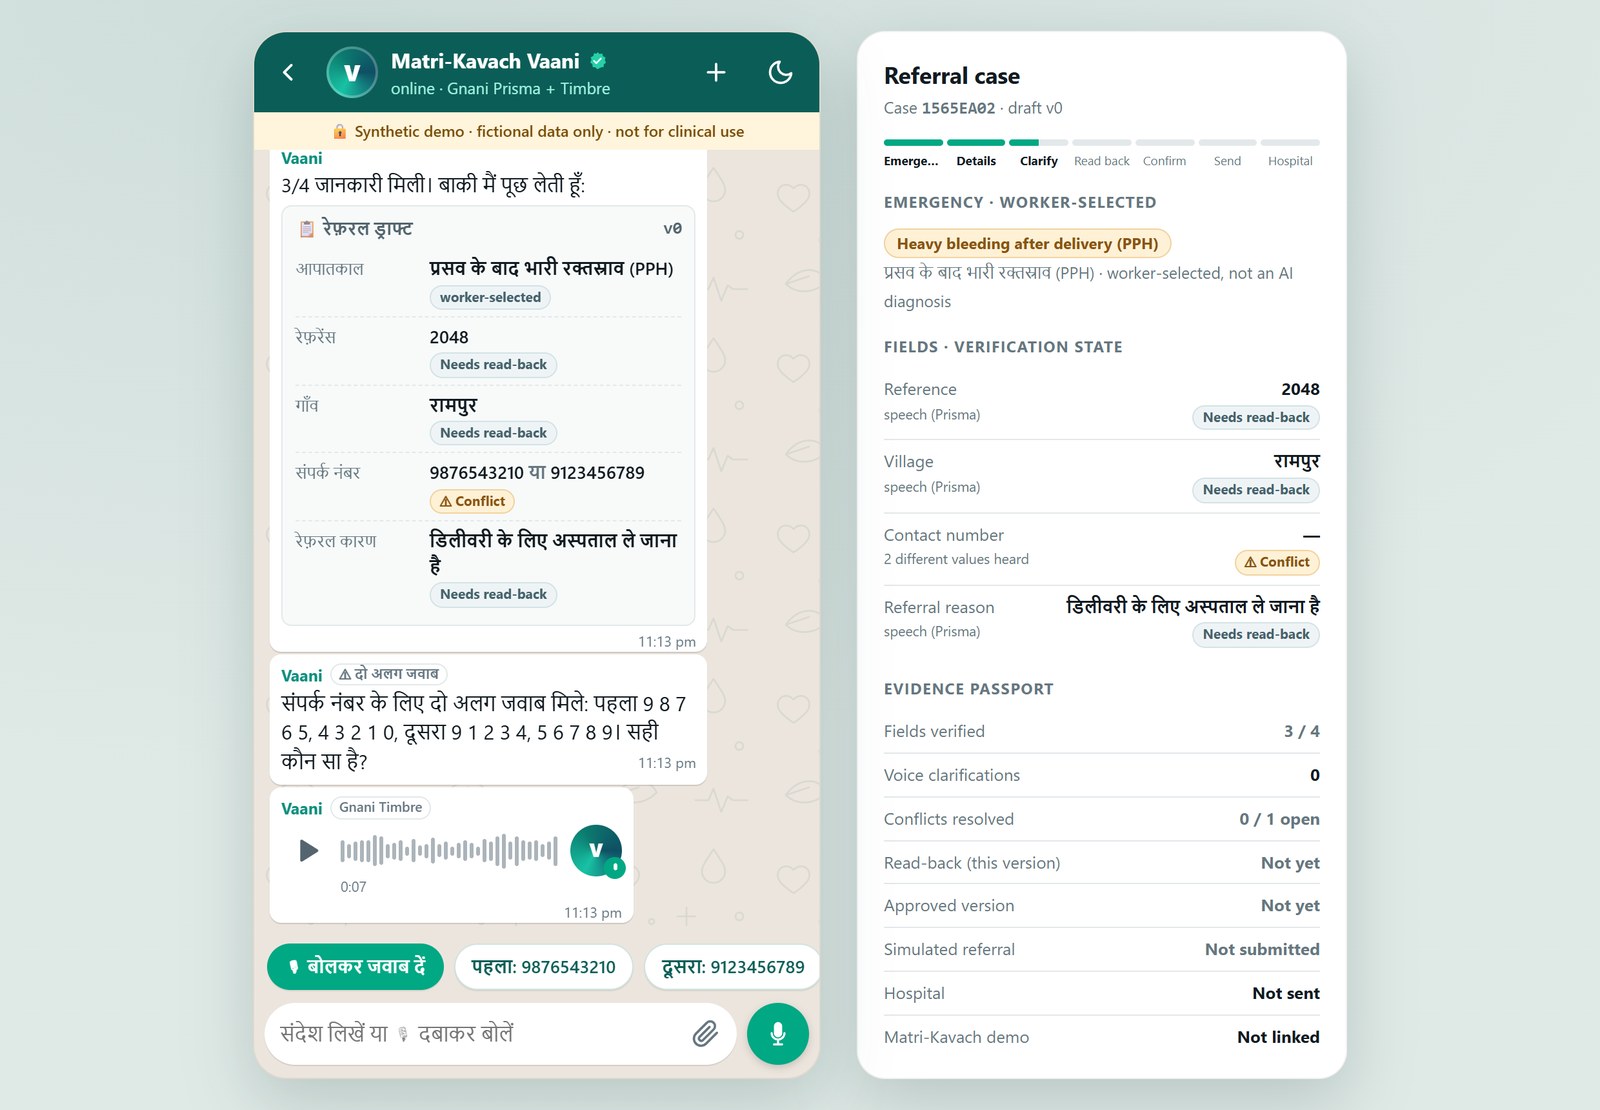 Matri-Kavach Vaani
online · Gnani Prisma + Timbre
🔒 Synthetic demo · fictional data only · not for clinical use
Vaani
3/4 जानकारी मिली। बाकी मैं पूछ लेती हूँ:
📋 रेफ़रल ड्राफ्ट v0
आपातकाल प्रसव के बाद भारी रक्तस्राव (PPH)
worker-selected
रेफ़रेंस 2048
Needs read-back
गाँव रामपुर
Needs read-back
संपर्क नंबर 9876543210 या 9123456789
⚠ Conflict
रेफ़रल कारण डिलीवरी के लिए अस्पताल ले जाना
है
Needs read-back
11:13 pm
Vaani ⚠ दो अलग जवाब
संपर्क नंबर के लिए दो अलग जवाब मिले: पहला 9 8 7
6 5, 4 3 2 1 0, दूसरा 9 1 2 3 4, 5 6 7 8 9। सही
कौन सा है?
11:13 pm
Vaani Gnani Timbre
V
0:07
11:13 pm
🎙 बोलकर जवाब दें
पहला: 9876543210
दूसरा: 9123456789
संदेश लिखें या 🎙 दबाकर बोलें
Referral case
Case 1565EA02 · draft v0
Emerge... Details Clarify Read back Confirm Send Hospital
EMERGENCY · WORKER-SELECTED
Heavy bleeding after delivery (PPH)
प्रसव के बाद भारी रक्तस्राव (PPH) · worker-selected, not an AI
diagnosis
FIELDS · VERIFICATION STATE
Reference 2048
speech (Prisma) Needs read-back
Village रामपुर
speech (Prisma) Needs read-back
Contact number —
2 different values heard ⚠ Conflict
Referral reason डिलीवरी के लिए अस्पताल ले जाना है
speech (Prisma) Needs read-back
EVIDENCE PASSPORT
Fields verified 3 / 4
Voice clarifications 0
Conflicts resolved 0 / 1 open
Read-back (this version) Not yet
Approved version Not yet
Simulated referral Not submitted
Hospital Not sent
Matri-Kavach demo Not linked